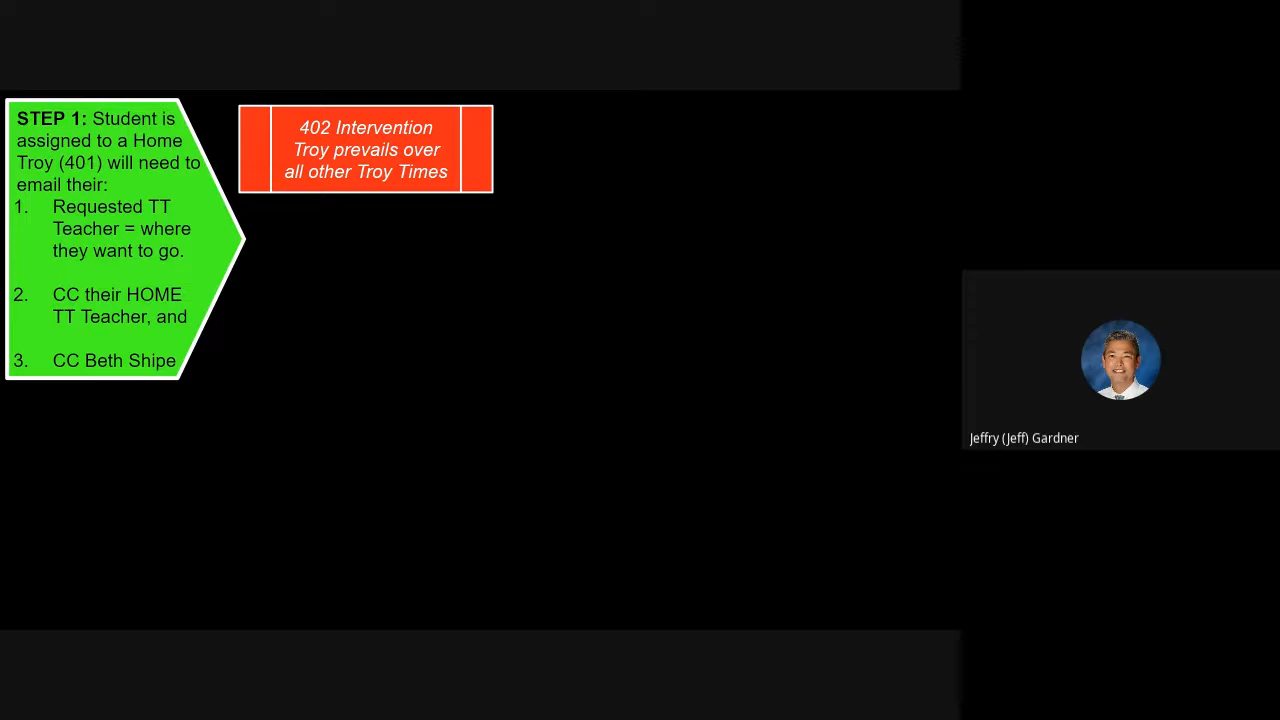 STEP 1: Student is
assigned to a Home
Troy (401) will need to
email their:
1. Requested TT
Teacher = where
they want to go.
2. CC their HOME
TT Teacher, and
3. CC Beth Shipe
402 Intervention
Troy prevails over
all other Troy Times
Jeffry (Jeff) Gardner